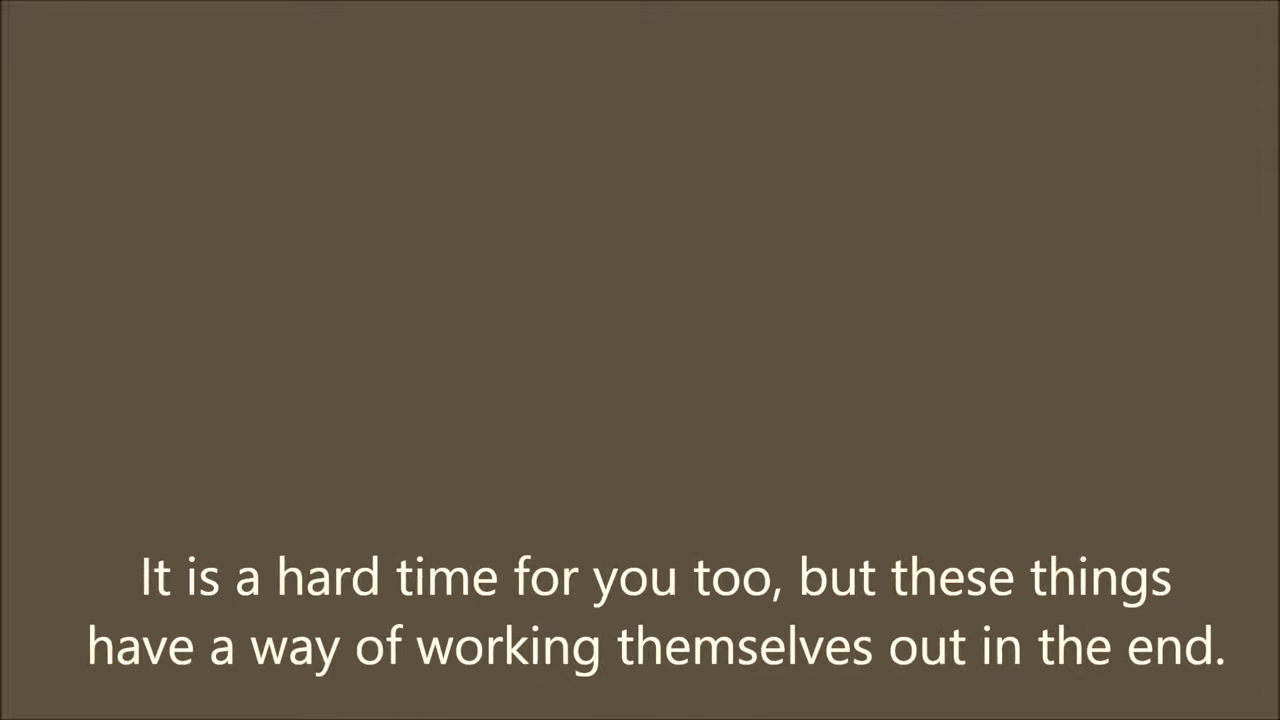 It is a hard time for you too, but these things
have a way of working themselves out in the end.